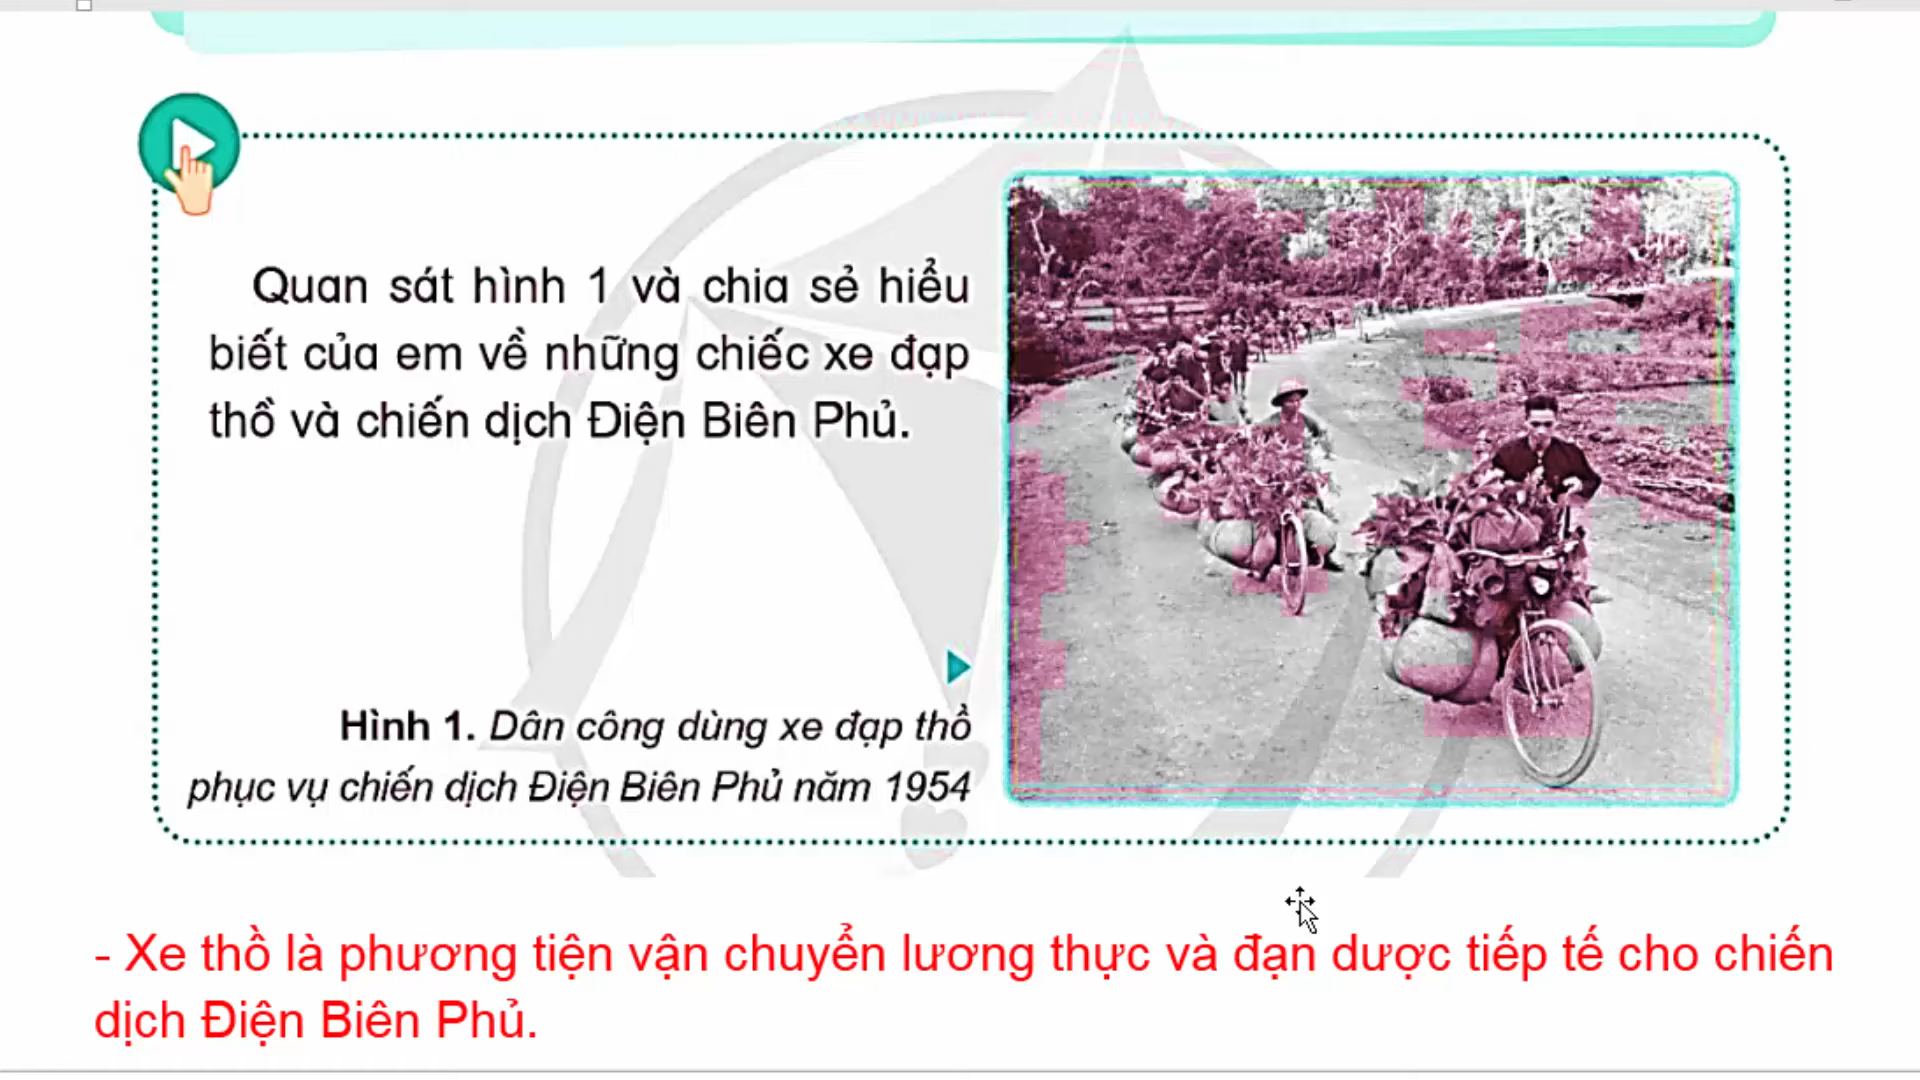 Quan sát hình 1 và chia sẻ hiểu
biết của em về những chiếc xe đạp
thồ và chiến dịch Điện Biên Phủ.
Hình 1. Dân công dùng xe đạp thồ
phục vụ chiến dịch Điện Biên Phủ năm 1954
- Xe thồ là phương tiện vận chuyển lương thực và đạn dược tiếp tế cho chiến
dịch Điện Biên Phủ.